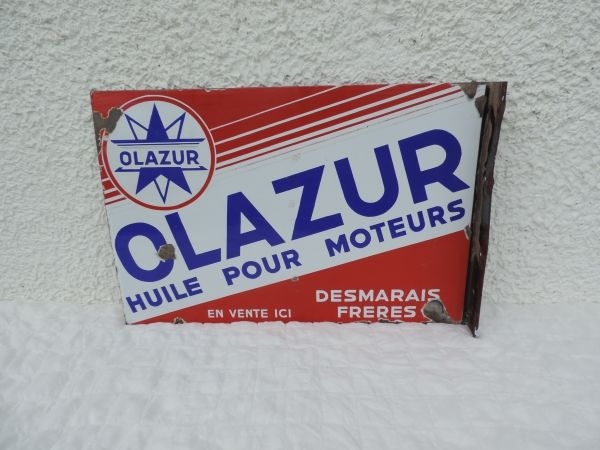 OLAZUR
OLAZUR
HUILE POUR MOTEURS
EN VENTE ICI
DESMARAIS
FRERES